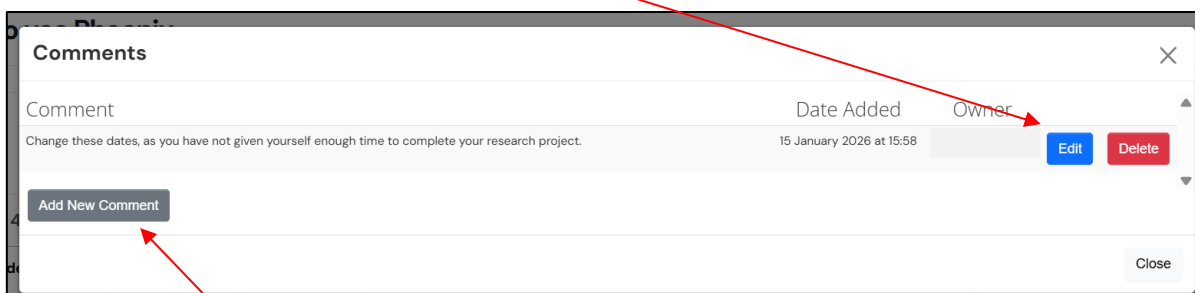 Comments
Comment Date Added Owner
Change these dates, as you have not given yourself enough time to complete your research project. 15 January 2026 at 15:58 Edit Delete
Add New Comment
Close